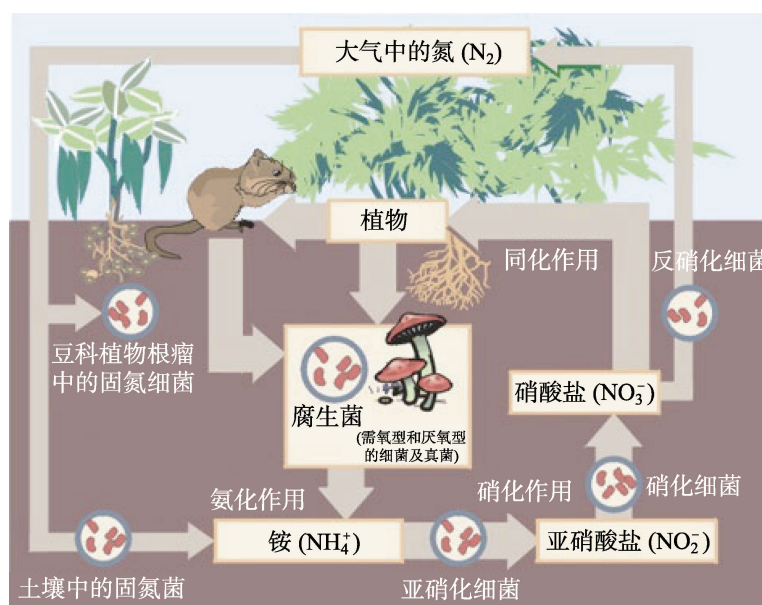 大气中的氮 (N₂)
植物
同化作用
反硝化细菌
豆科植物根瘤
中的固氮细菌
腐生菌
(需氧型和厌氧型
的细菌及真菌)
硝酸盐 (NO₃⁻)
氨化作用
硝化作用
硝化细菌
铵 (NH₄⁺)
亚硝酸盐 (NO₂⁻)
土壤中的固氮菌
亚硝化细菌